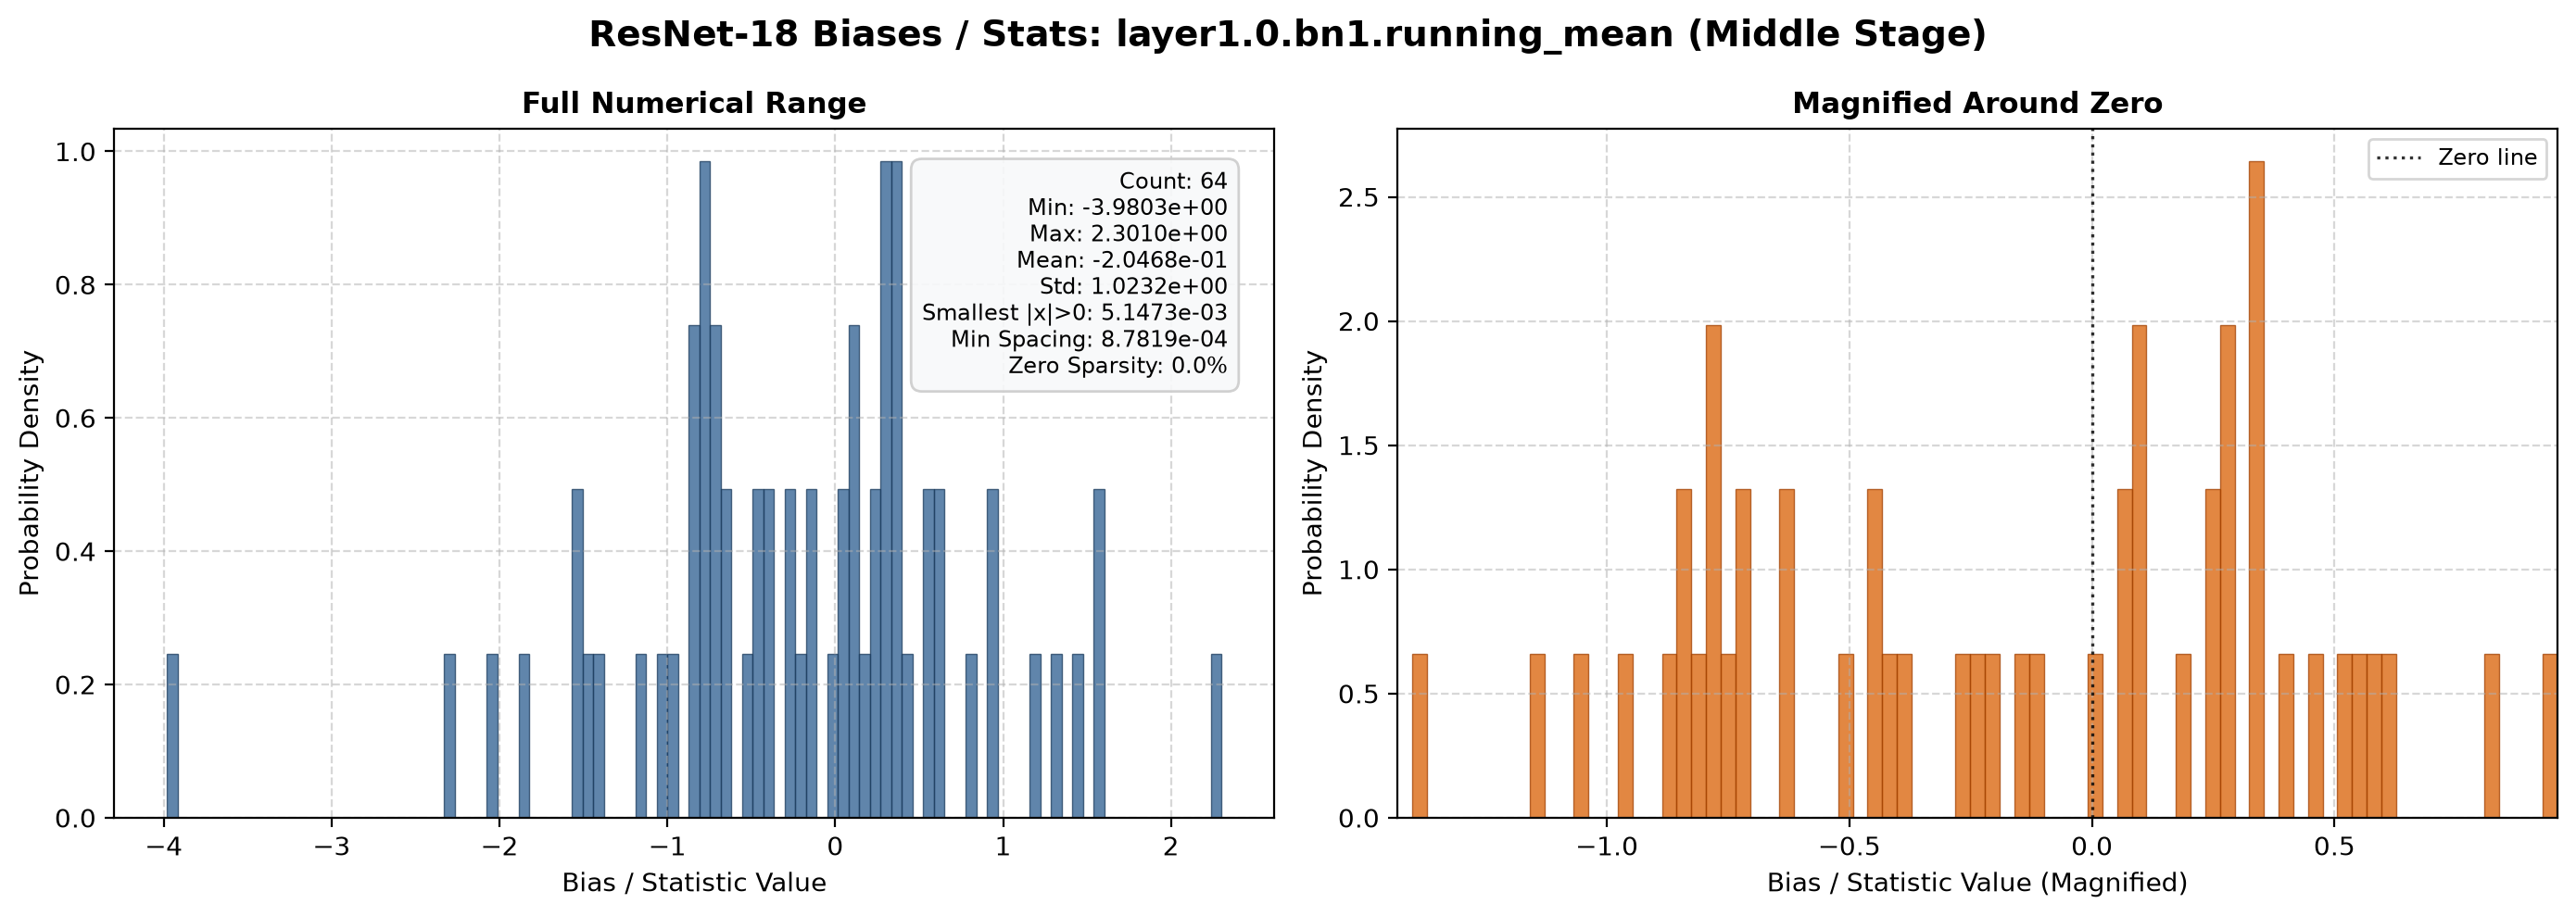 ResNet-18 Biases / Stats: layer1.0.bn1.running_mean (Middle Stage)
Full Numerical Range
Probability Density
1.0
0.8
0.6
0.4
0.2
0.0
Count: 64
Min: -3.9803e+00
Max: 2.3010e+00
Mean: -2.0468e-01
Std: 1.0232e+00
Smallest |x|>0: 5.1473e-03
Min Spacing: 8.7819e-04
Zero Sparsity: 0.0%
−4 −3 −2 −1 0 1 2
Bias / Statistic Value
Magnified Around Zero
Probability Density
2.5
2.0
1.5
1.0
0.5
0.0
Zero line
−1.0 −0.5 0.0 0.5
Bias / Statistic Value (Magnified)